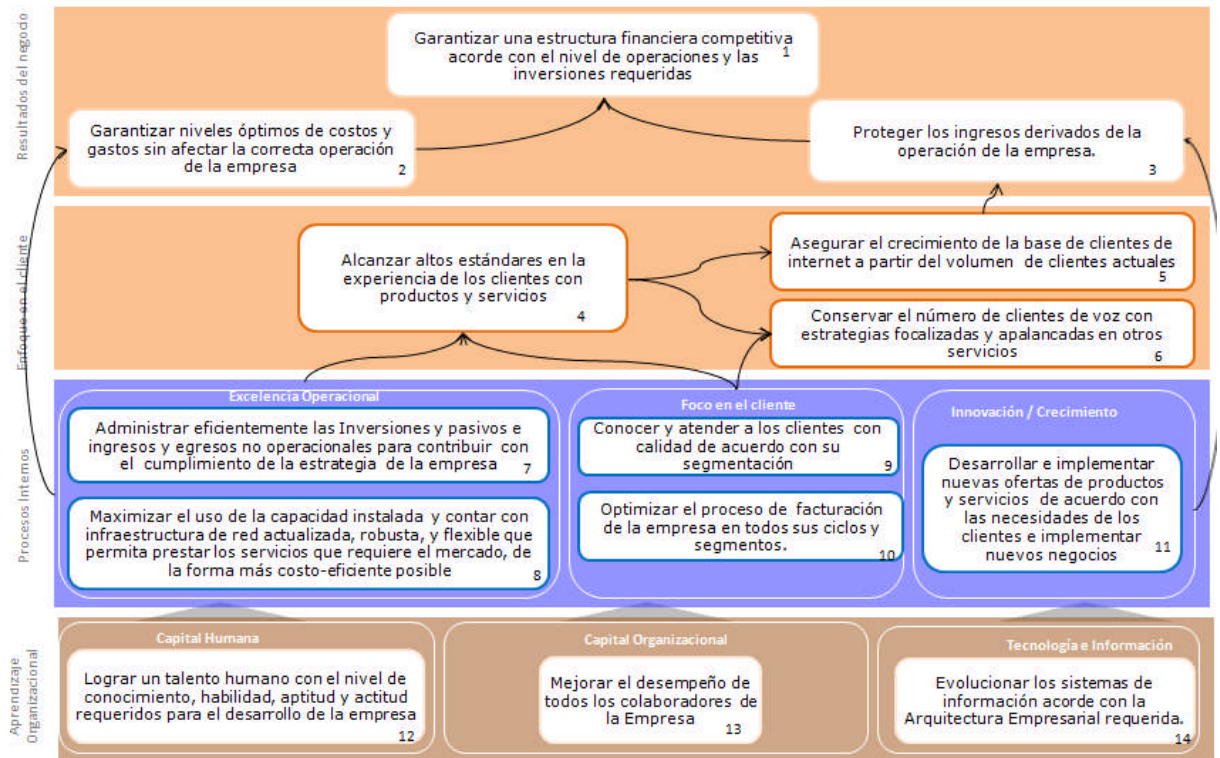 Resultados del negocio
Garantizar una estructura financiera competitiva
acorde con el nivel de operaciones y las
inversiones requeridas
1
Garantizar niveles óptimos de costos y
gastos sin afectar la correcta operación
de la empresa
2
Proteger los ingresos derivados de la
operación de la empresa.
3
Enfoque en el cliente
Alcanzar altos estándares en la
experiencia de los clientes con
productos y servicios
4
Asegurar el crecimiento de la base de clientes de
internet a partir del volumen de clientes actuales
5
Conservar el número de clientes de voz con
estrategias focalizadas y apalancadas en otros
servicios
6
Procesos Internos
Excelencia Operacional
Administrar eficientemente las Inversiones y pasivos e
ingresos y egresos no operacionales para contribuir con
el cumplimiento de la estrategia de la empresa
7
Maximizar el uso de la capacidad instalada y contar con
infraestructura de red actualizada, robusta, y flexible que
permita prestar los servicios que requiere el mercado, de
la forma más costo-eficiente posible
8
Foco en el cliente
Conocer y atender a los clientes con
calidad de acuerdo con su
segmentación
9
Optimizar el proceso de facturación
de la empresa en todos sus ciclos y
segmentos.
10
Innovación / Crecimiento
Desarrollar e implementar
nuevas ofertas de productos
y servicios de acuerdo con
las necesidades de los
clientes e implementar
nuevos negocios
11
Aprendizaje
Organizacional
Capital Humana
Lograr un talento humano con el nivel de
conocimiento, habilidad, aptitud y actitud
requeridos para el desarrollo de la empresa
12
Capital Organizacional
Mejorar el desempeño de
todos los colaboradores de
la Empresa
13
Tecnología e Información
Evolucionar los sistemas de
información acorde con la
Arquitectura Empresarial requerida.
14